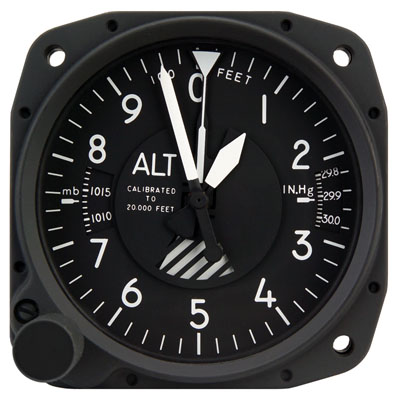 100 FEET
0
1
2
3
4
5
6
7
8
9
ALT
CALIBRATED
TO
20.000 FEET
mb
1015
1010
IN.Hg
29.8
29.9
30.0